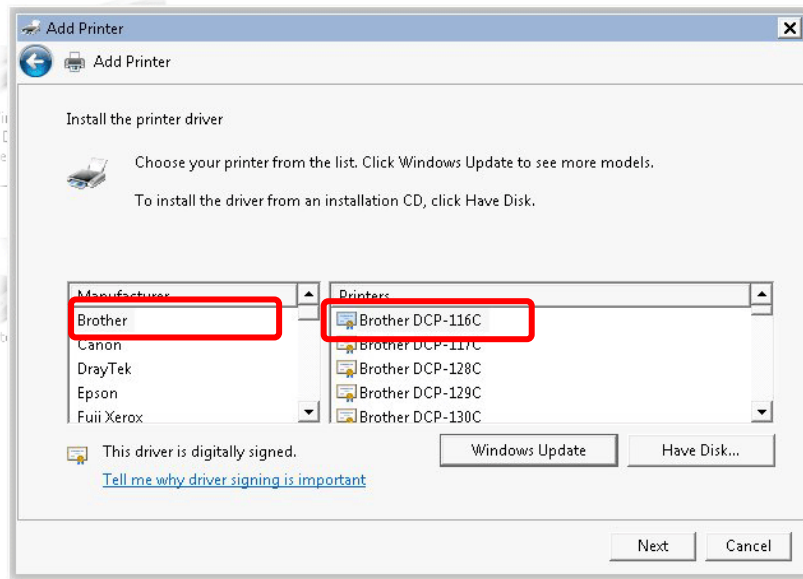 Add Printer
Add Printer
Install the printer driver
Choose your printer from the list. Click Windows Update to see more models.
To install the driver from an installation CD, click Have Disk.
Manufacturer
Brother
Canon
DrayTek
Epson
Fuji Xerox
Printers
Brother DCP-116C
Brother DCP-117C
Brother DCP-128C
Brother DCP-129C
Brother DCP-130C
This driver is digitally signed.
Tell me why driver signing is important
Windows Update
Have Disk...
Next
Cancel